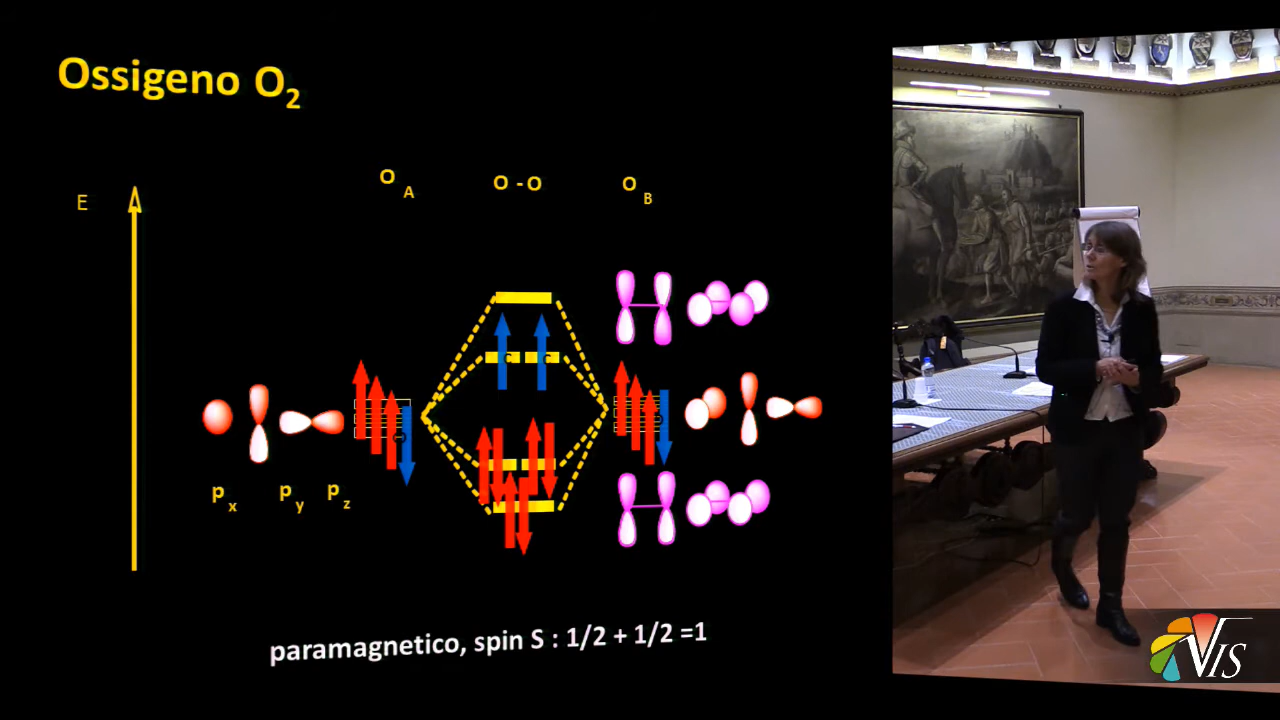 Ossigeno O2
E
O A
O - O
O B
px
py
pz
paramagnetico, spin S : 1/2 + 1/2 =1
VIS